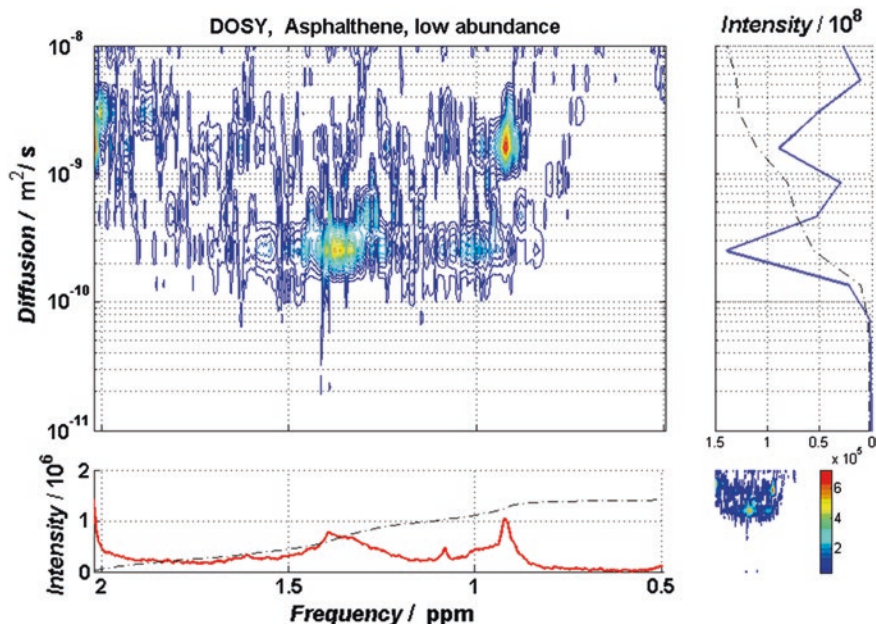 DOSY, Asphalthene, low abundance
Intensity / 10^8
10^-8
10^-9
10^-10
10^-11
Diffusion / m^2/ s
1.5 1 0.5 0
x 10^5
6
4
2
Intensity / 10^6
2
1
0
2 1.5 1 0.5
Frequency / ppm